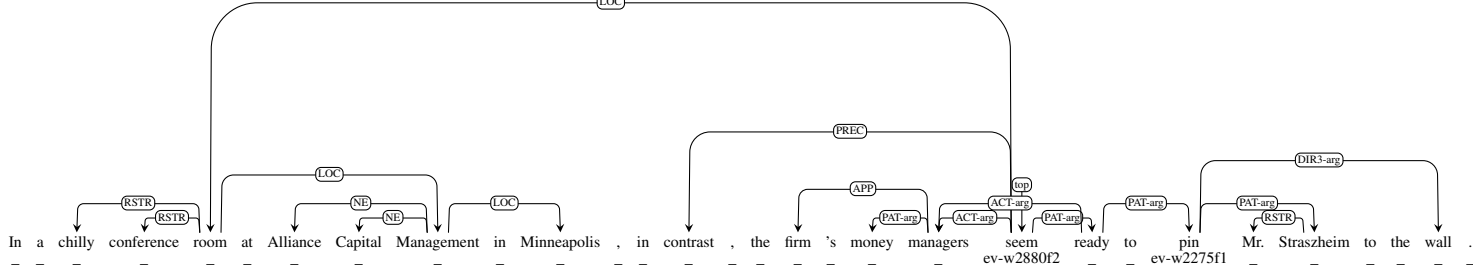 LOC
PREC
LOC DIR3-arg
top
RSTR NE LOC APP ACT-arg PAT-arg PAT-arg
RSTR NE PAT-arg ACT-arg PAT-arg RSTR
In a chilly conference room at Alliance Capital Management in Minneapolis , in contrast , the firm 's money managers seem ready to pin Mr. Straszheim to the wall .
ev-w2880f2 ev-w2275f1
_ _ _ _ _ _ _ _ _ _ _ _ _ _ _ _ _ _ _ _ _ _ _ _ _ _ _ _